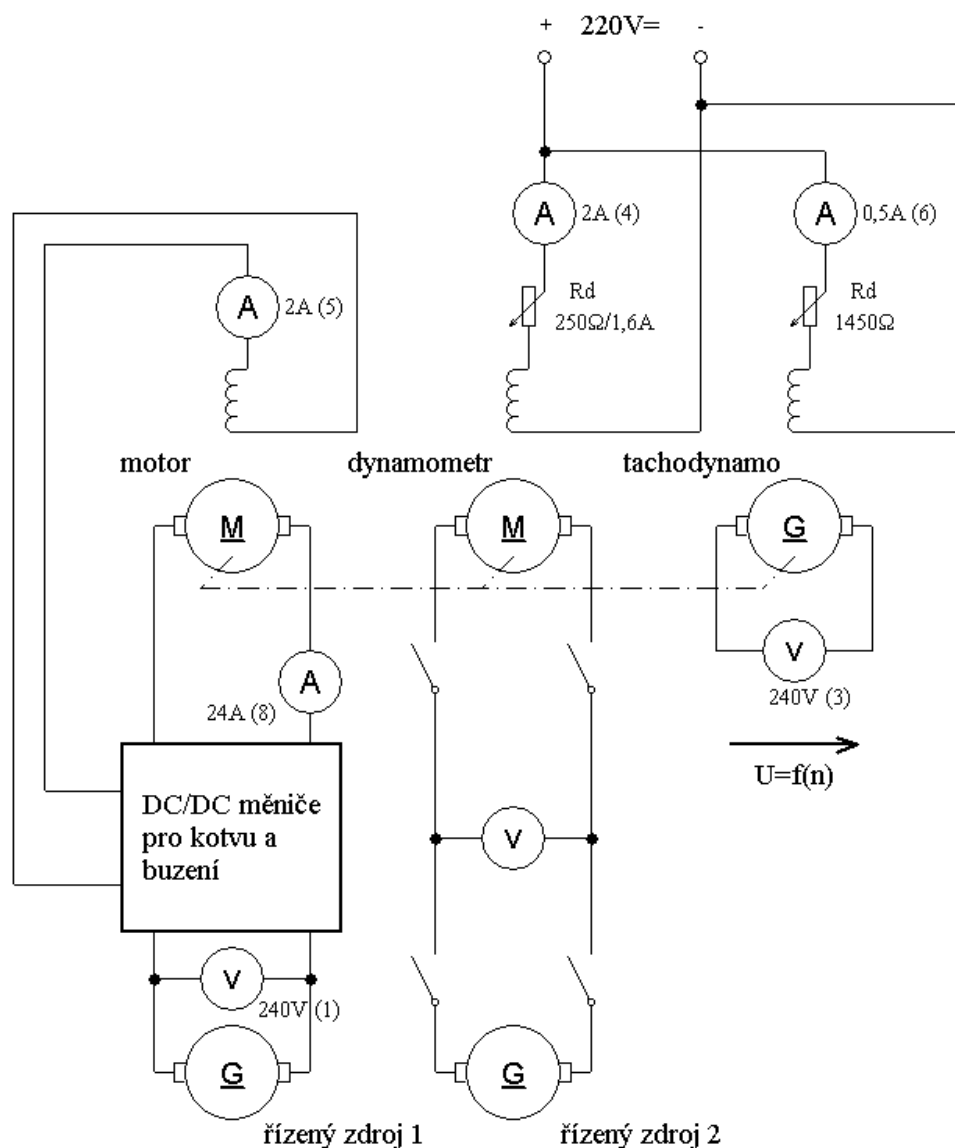 + 220V= -
A 2A (4)
A 0,5A (6)
Rd
250Ω/1,6A
Rd
1450Ω
A 2A (5)
motor
dynamometr
tachodynamo
M
M
G
A
24A (8)
V
240V (3)
U=f(n)
DC/DC měniče
pro kotvu a
buzení
V
V
240V (1)
G
G
řízený zdroj 1
řízený zdroj 2